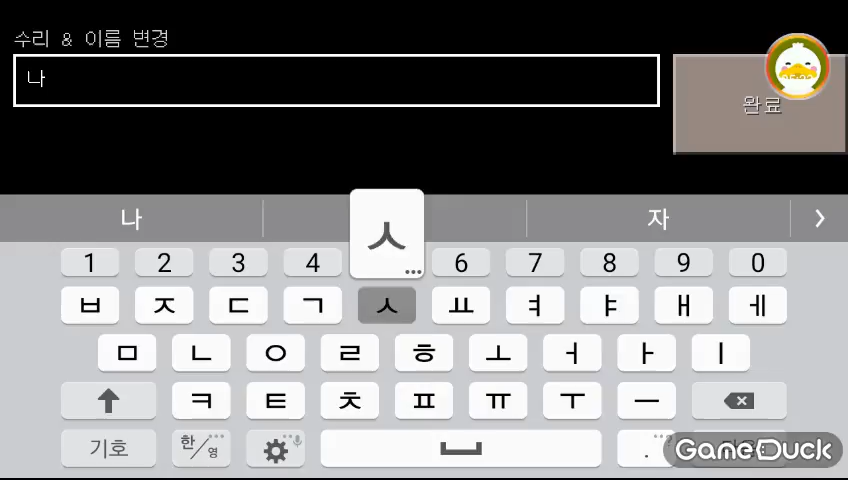 수리 & 이름 변경
나
완료
나 자
ㅅ
1 2 3 4 6 7 8 9 0
ㅂ ㅈ ㄷ ㄱ ㅅ ㅛ ㅕ ㅑ ㅐ ㅔ
ㅁ ㄴ ㅇ ㄹ ㅎ ㅗ ㅓ ㅏ ㅣ
ㅋ ㅌ ㅊ ㅍ ㅠ ㅜ ㅡ
기호 한/영 . GameDuck